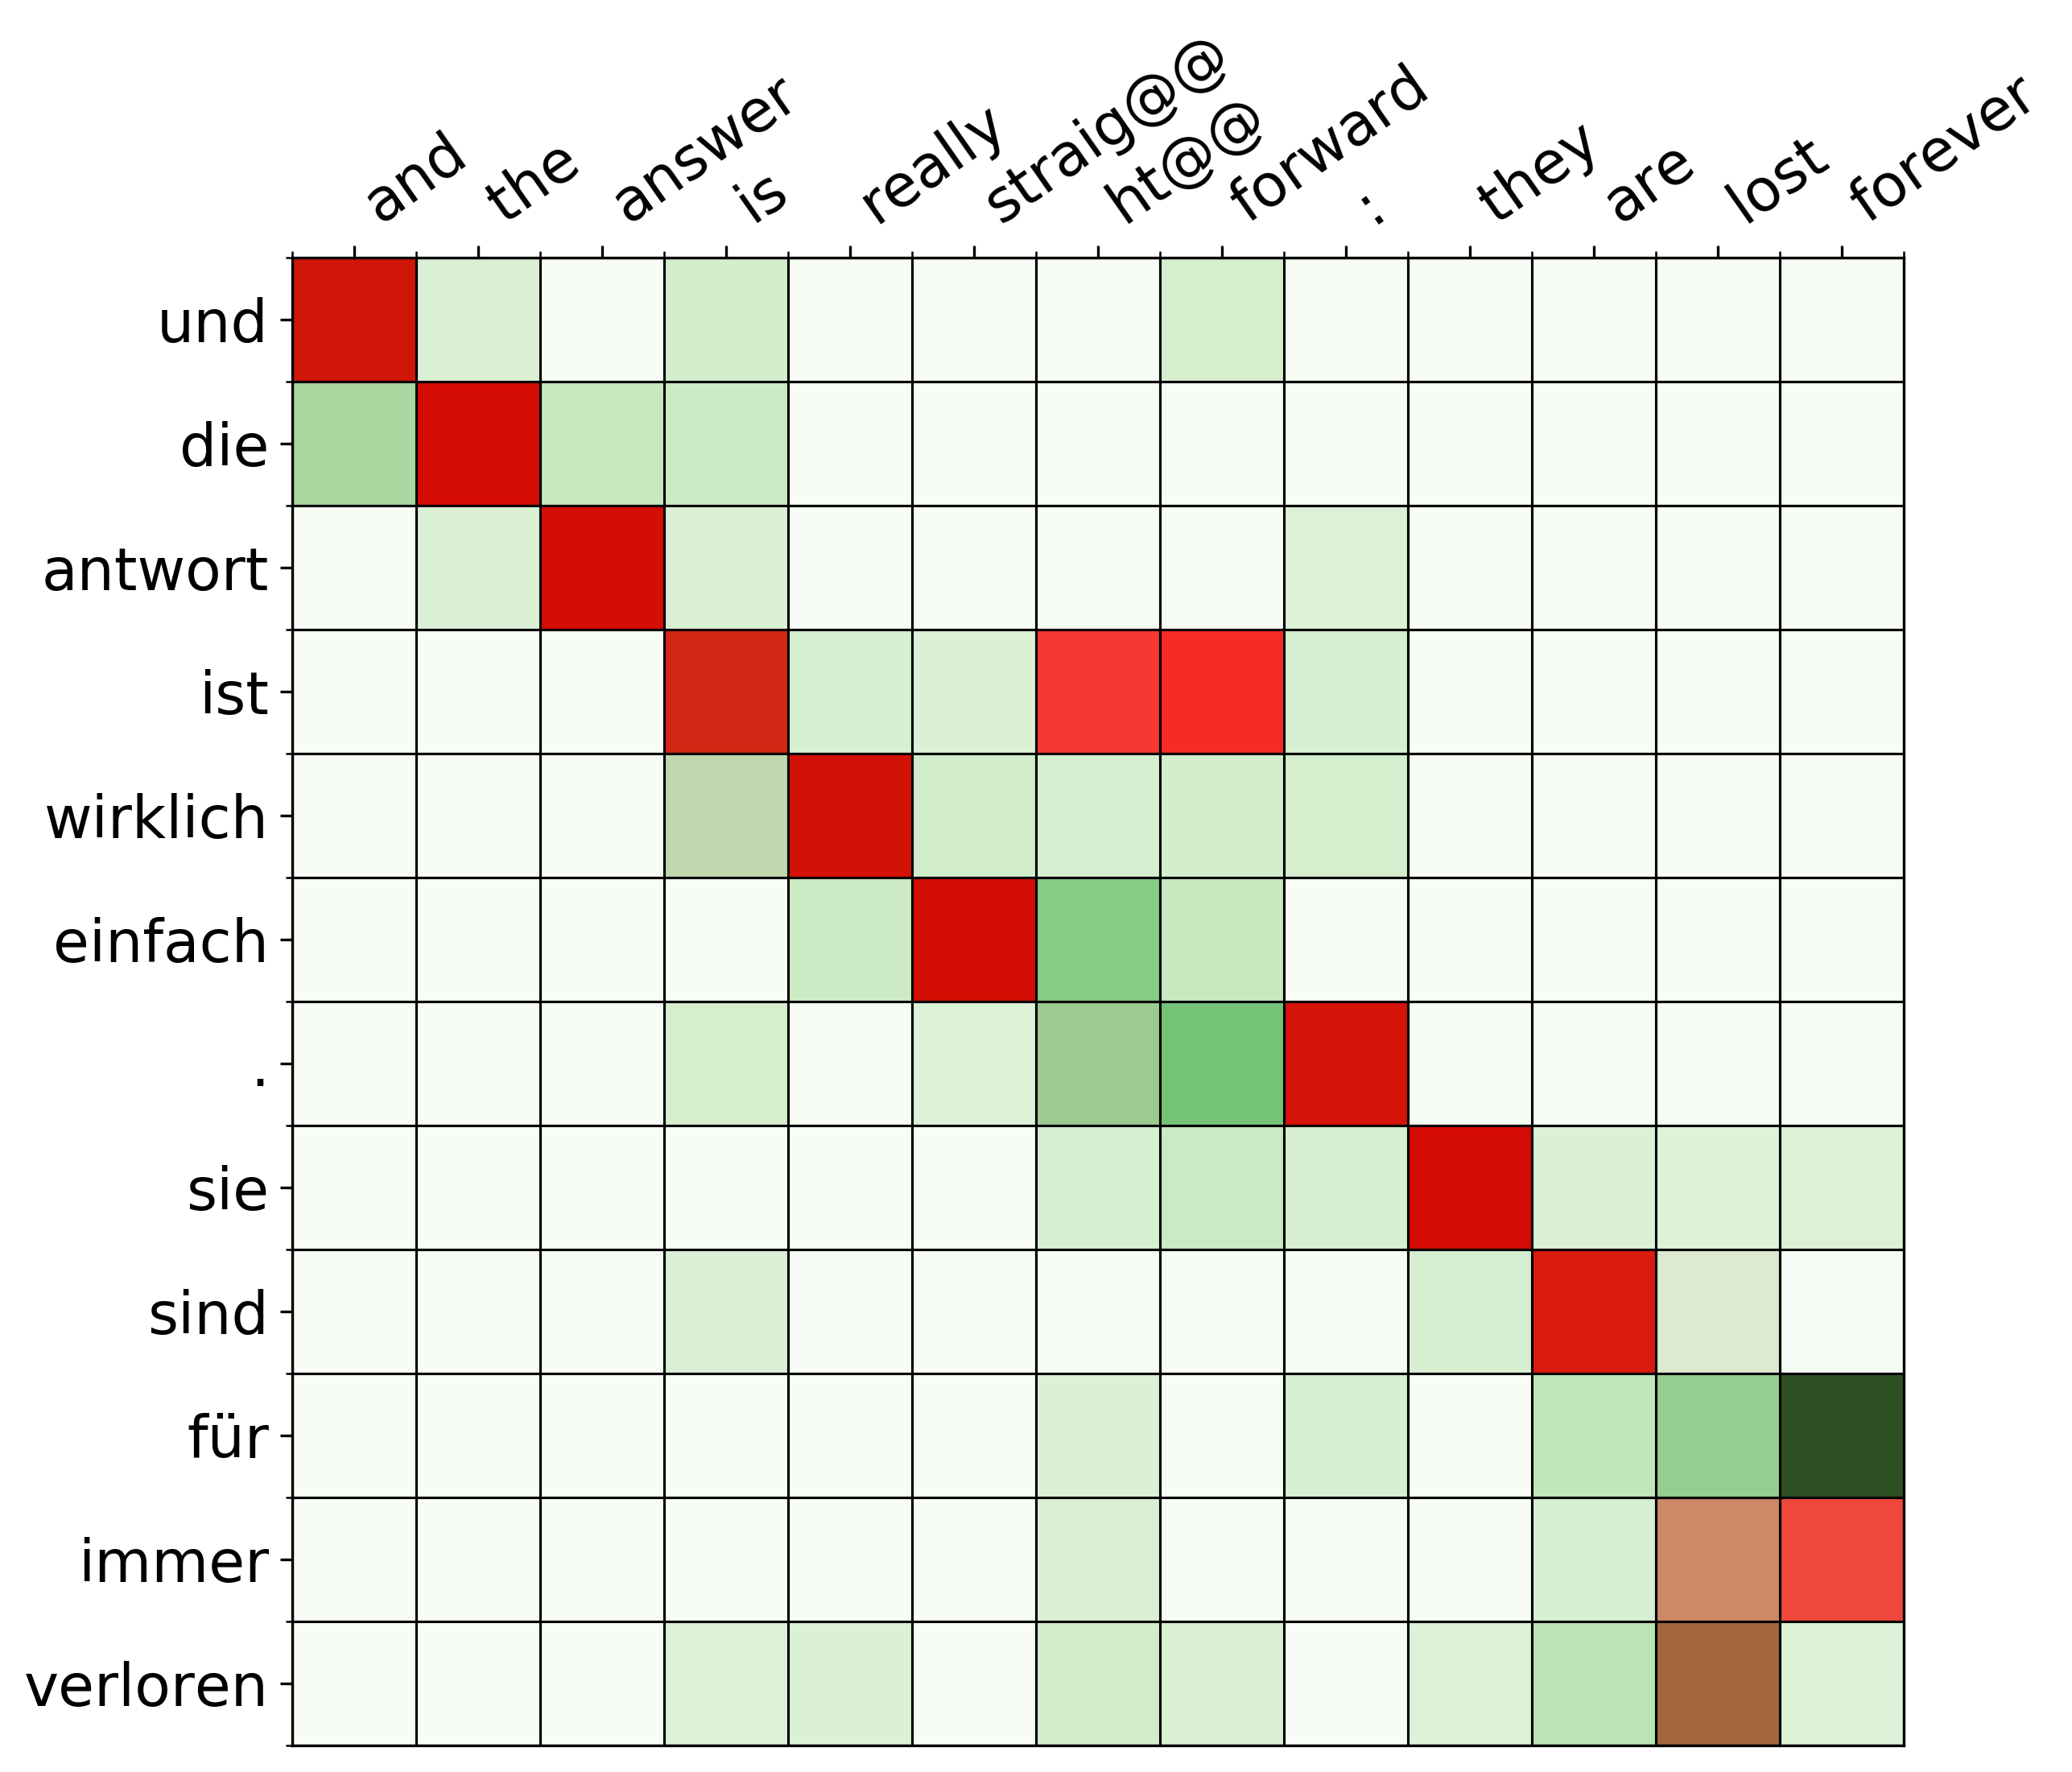 and
the
answer
is
really
straig@@
ht@@
forward
:
they
are
lost
forever
und
die
antwort
ist
wirklich
einfach
.
sie
sind
für
immer
verloren